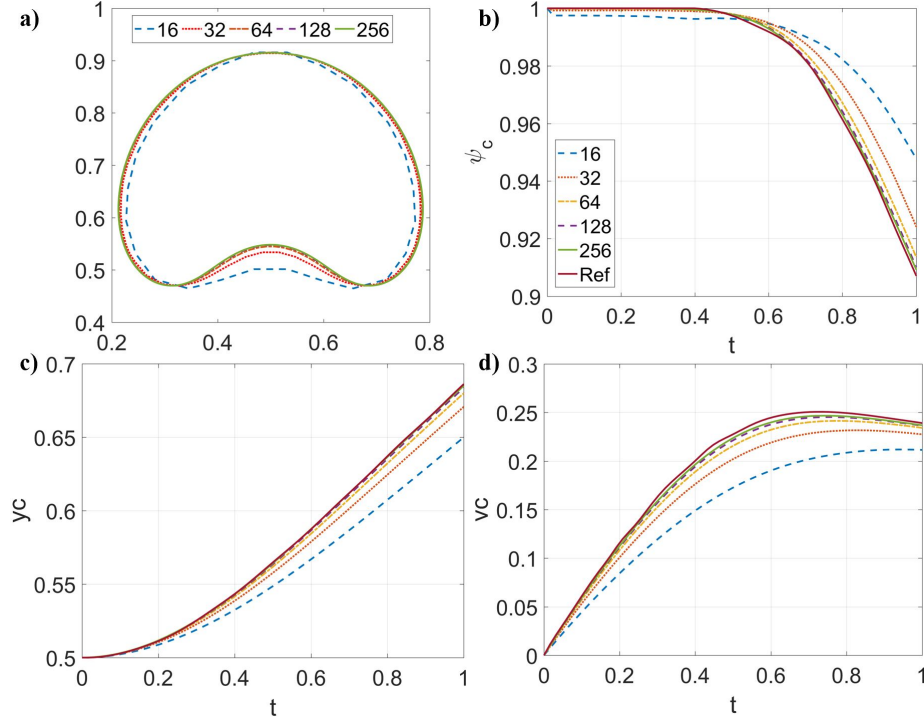 a)
16 32 64 128 256
1
0.9
0.8
0.7
0.6
0.5
0.4
0.2 0.4 0.6 0.8
b)
1
0.98
0.96
0.94
0.92
0.9
ψc
16
32
64
128
256
Ref
0 0.2 0.4 0.6 0.8 1
t
c)
0.7
0.65
0.6
0.55
0.5
yc
0 0.2 0.4 0.6 0.8 1
t
d)
0.3
0.25
0.2
0.15
0.1
0.05
0
vc
0 0.2 0.4 0.6 0.8 1
t